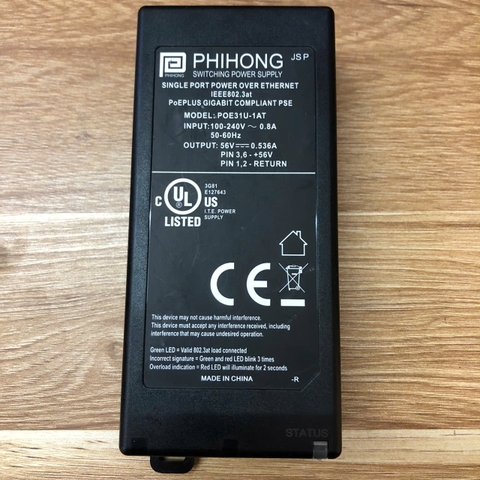 PHIHONG JS P
PHIHONG SWITCHING POWER SUPPLY
SINGLE PORT POWER OVER ETHERNET
IEEE802.3at
PoEPLUS GIGABIT COMPLIANT PSE
MODEL: POE31U-1AT
INPUT:100-240V ~ 0.8A
50-60Hz
OUTPUT: 56V⎓0.536A
PIN 3,6 - +56V
PIN 1,2 - RETURN
3G81
E127643
C UL US
I.T.E. POWER
SUPPLY
LISTED
CE
This device may not cause harmful interference.
This device must accept any interference received, including
interference that may cause undesired operation.
Green LED = Valid 802.3at load connected
Incorrect signature = Green and red LED blink 3 times
Overload indication = Red LED will illuminate for 2 seconds
MADE IN CHINA -R
STATUS